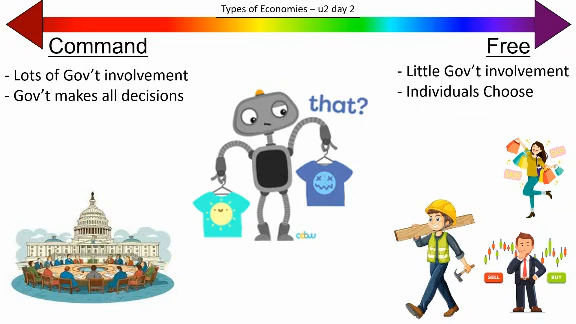 Types of Economies – u2 day 2
Command
Free
- Lots of Gov’t involvement
- Gov’t makes all decisions
- Little Gov’t involvement
- Individuals Choose
that?
SELL
BUY